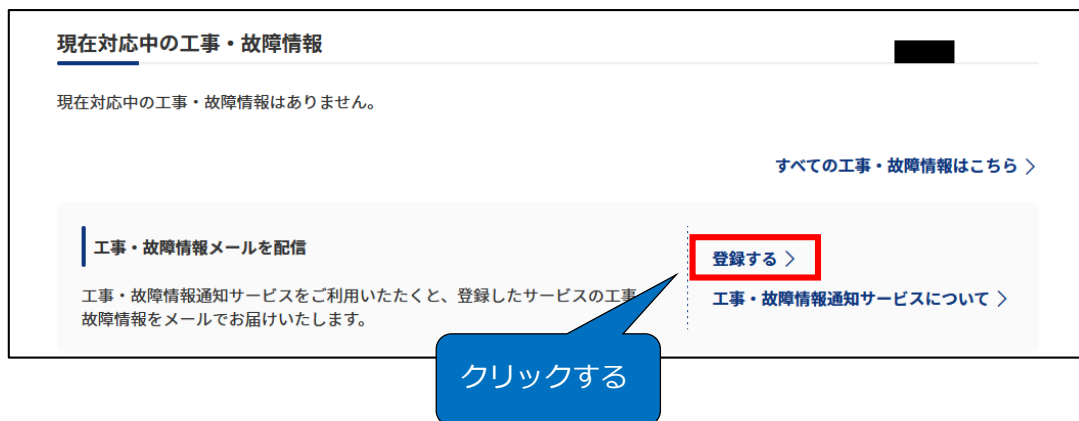 現在対応中の工事・故障情報
現在対応中の工事・故障情報はありません。
すべての工事・故障情報はこちら
工事・故障情報メールを配信
登録する
工事・故障情報通知サービスをご利用いたたくと、登録したサービスの工事
故障情報をメールでお届けいたします。
工事・故障情報通知サービスについて
クリックする